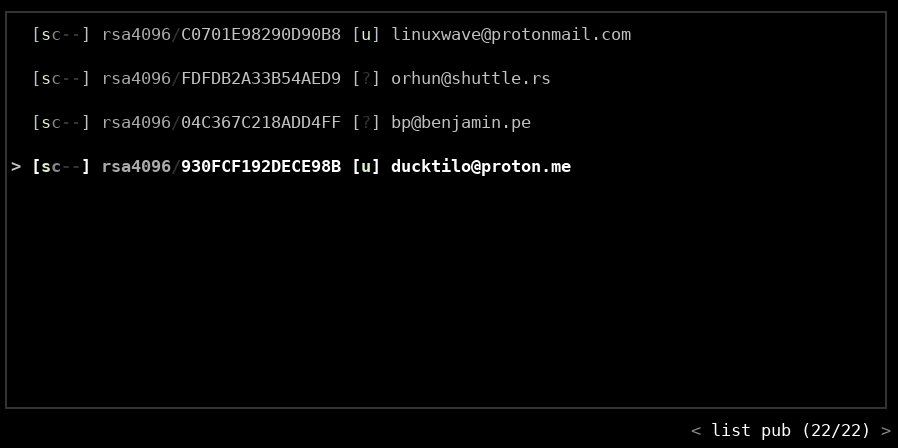 [sc--] rsa4096/C0701E98290D90B8 [u] linuxwave@protonmail.com
[sc--] rsa4096/FDFDB2A33B54AED9 [?] orhun@shuttle.rs
[sc--] rsa4096/04C367C218ADD4FF [?] bp@benjamin.pe
> [sc--] rsa4096/930FCF192DECE98B [u] ducktilo@proton.me
< list pub (22/22) >